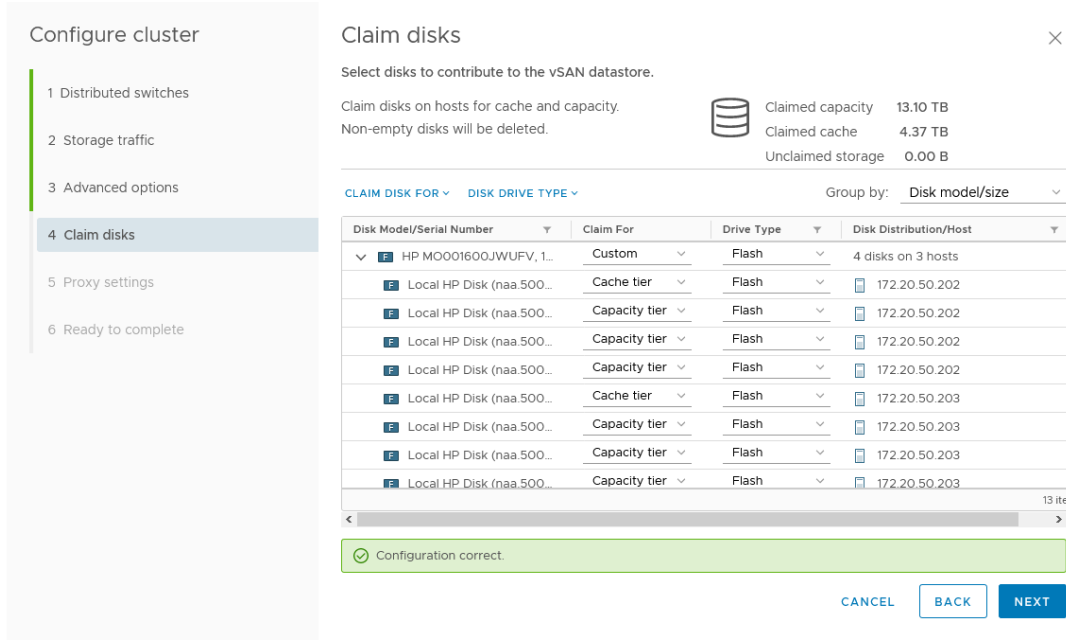 Configure cluster
1 Distributed switches
2 Storage traffic
3 Advanced options
4 Claim disks
5 Proxy settings
6 Ready to complete
Claim disks
Select disks to contribute to the vSAN datastore.
Claim disks on hosts for cache and capacity.
Non-empty disks will be deleted.
Claimed capacity 13.10 TB
Claimed cache 4.37 TB
Unclaimed storage 0.00 B
CLAIM DISK FOR DISK DRIVE TYPE Group by: Disk model/size
Disk Model/Serial Number Claim For Drive Type Disk Distribution/Host
F HP MO001600JWUFV, 1... Custom Flash 4 disks on 3 hosts
F Local HP Disk (naa.500... Cache tier Flash 172.20.50.202
F Local HP Disk (naa.500... Capacity tier Flash 172.20.50.202
F Local HP Disk (naa.500... Capacity tier Flash 172.20.50.202
F Local HP Disk (naa.500... Capacity tier Flash 172.20.50.202
F Local HP Disk (naa.500... Cache tier Flash 172.20.50.203
F Local HP Disk (naa.500... Capacity tier Flash 172.20.50.203
F Local HP Disk (naa.500... Capacity tier Flash 172.20.50.203
F Local HP Disk (naa.500... Capacity tier Flash 172.20.50.203
13 ite
Configuration correct.
CANCEL BACK NEXT